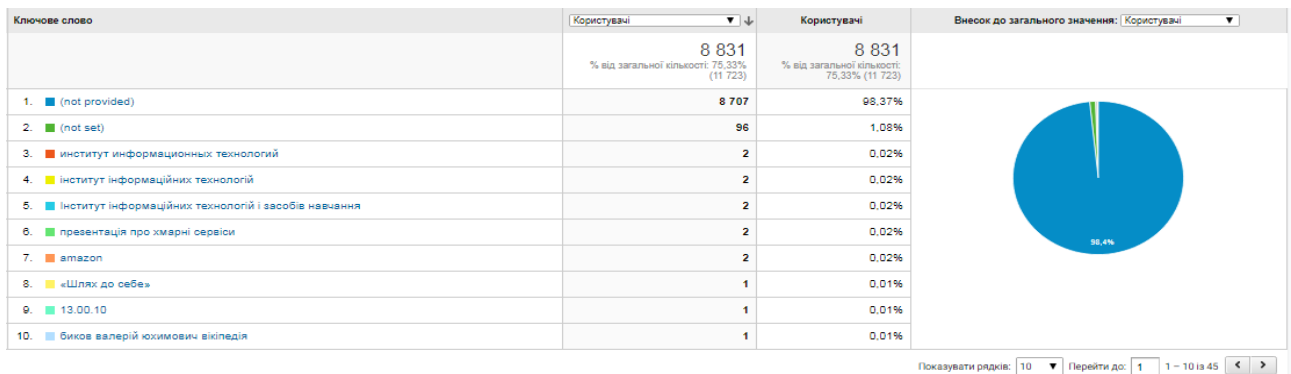 Ключове слово Користувачі Користувачі Внесок до загального значення: Користувачі
8 831 8 831
% від загальної кількості: 75,33% % від загальної кількості:
(11 723) 75,33% (11 723)
1. (not provided) 8 707 98,37%
2. (not set) 96 1,08%
3. институт информационных технологий 2 0,02%
4. інститут інформаційних технологій 2 0,02%
5. Інститут інформаційних технологій і засобів навчання 2 0,02%
6. презентація про хмарні сервіси 2 0,02%
7. amazon 2 0,02%
98,4%
8. «Шлях до себе» 1 0,01%
9. 13.00.10 1 0,01%
10. биков валерій юхимович вікіпедія 1 0,01%
Показувати рядків: 10 Перейти до: 1 1 – 10 із 45